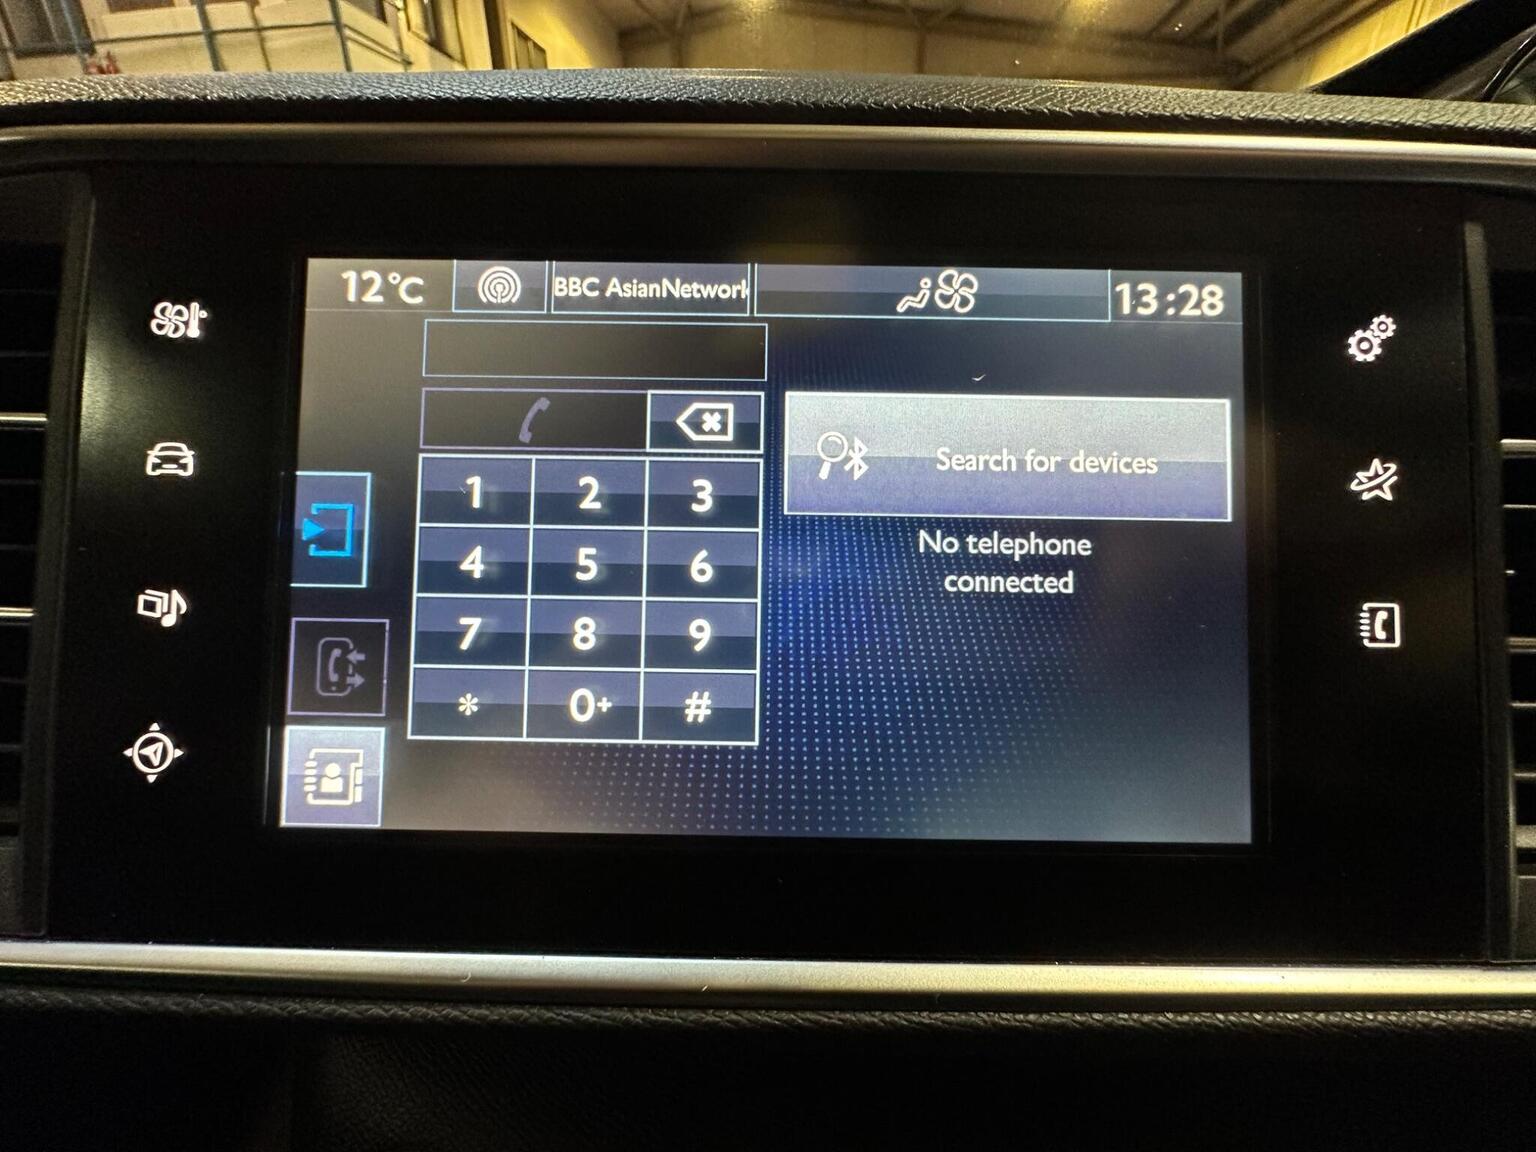 12°C
BBC AsianNetwork
13:28
Search for devices
No telephone
connected
1 2 3
4 5 6
7 8 9
* 0+ #